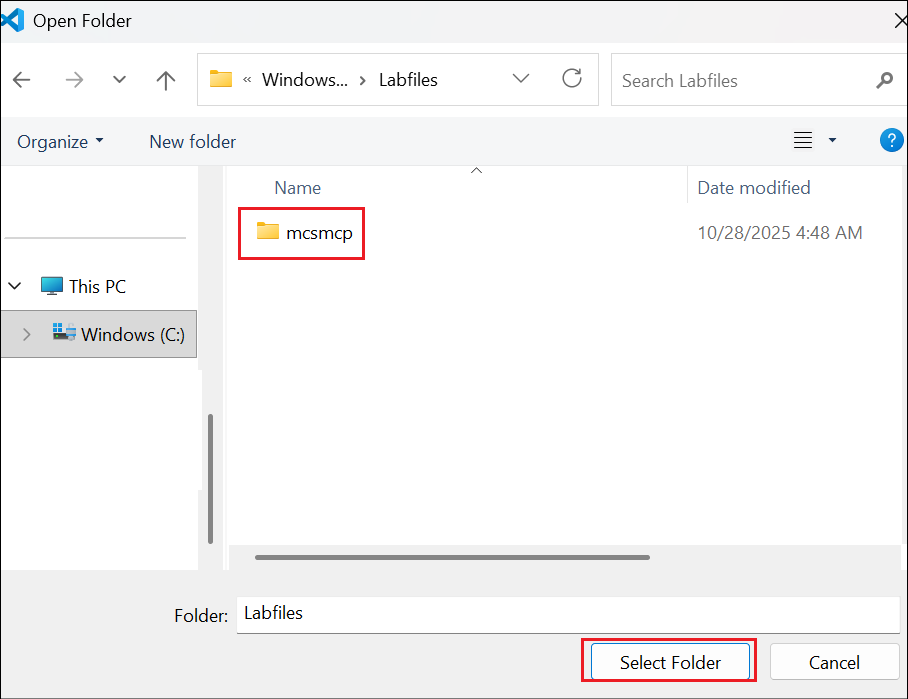 Open Folder
« Windows... > Labfiles
Search Labfiles
Organize
New folder
?
Name
Date modified
mcsmcp
10/28/2025 4:48 AM
This PC
Windows (C:)
Folder: Labfiles
Select Folder
Cancel